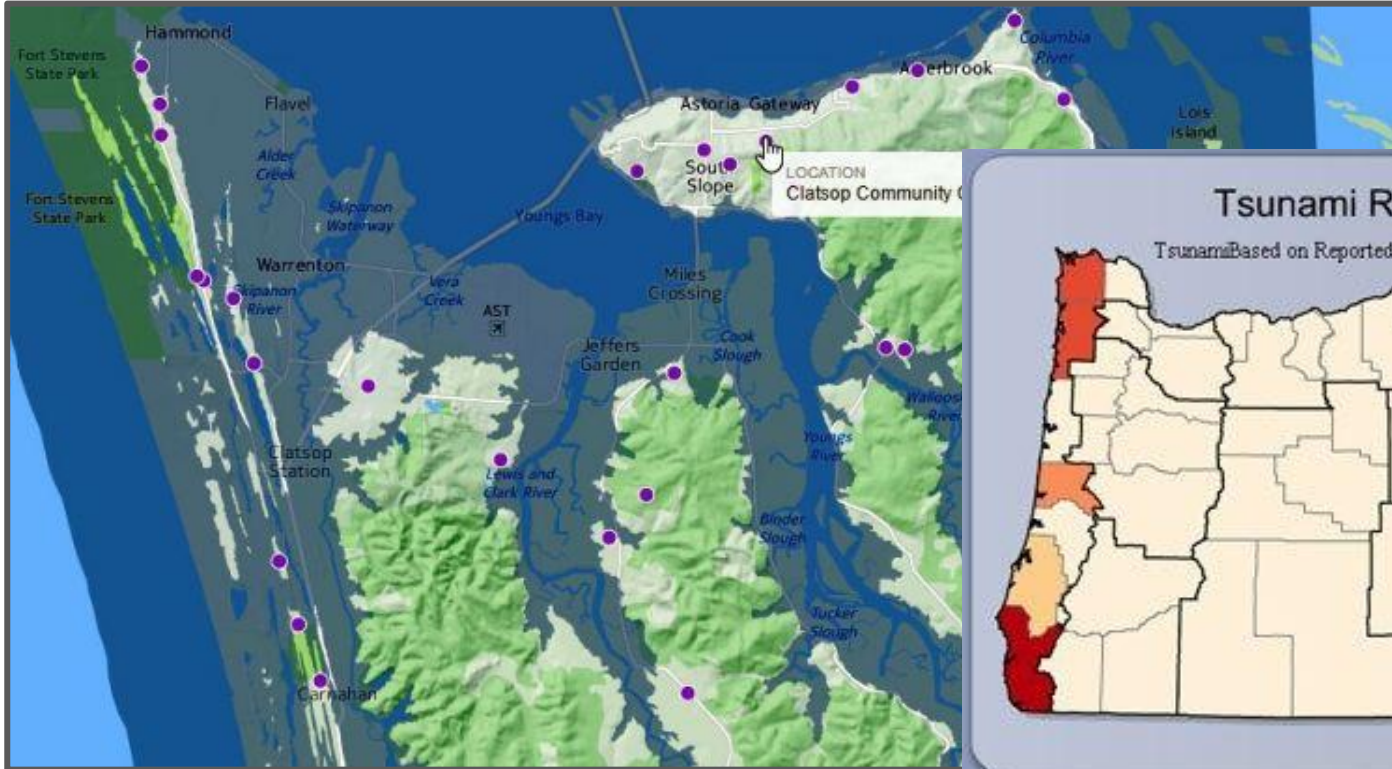 Hammond
Fort Stevens
State Park
Flavel
Alder
Creek
Fort Stevens
State Park
Skipanon
Waterway
Youngs Bay
Warrenton
Vera
Creek
Skipanon
River
AST
Astoria Gateway
South
Slope
Columbia
River
Lois
Island
LOCATION
Clatsop Community
Miles
Crossing
Cook
Slough
Jeffers
Garden
Youngs
River
Clatsop
Station
Lewis and
Clark River
Binder
Slough
Tucker
Slough
Carnahan
Tsunami R
TsunamiBased on Reported